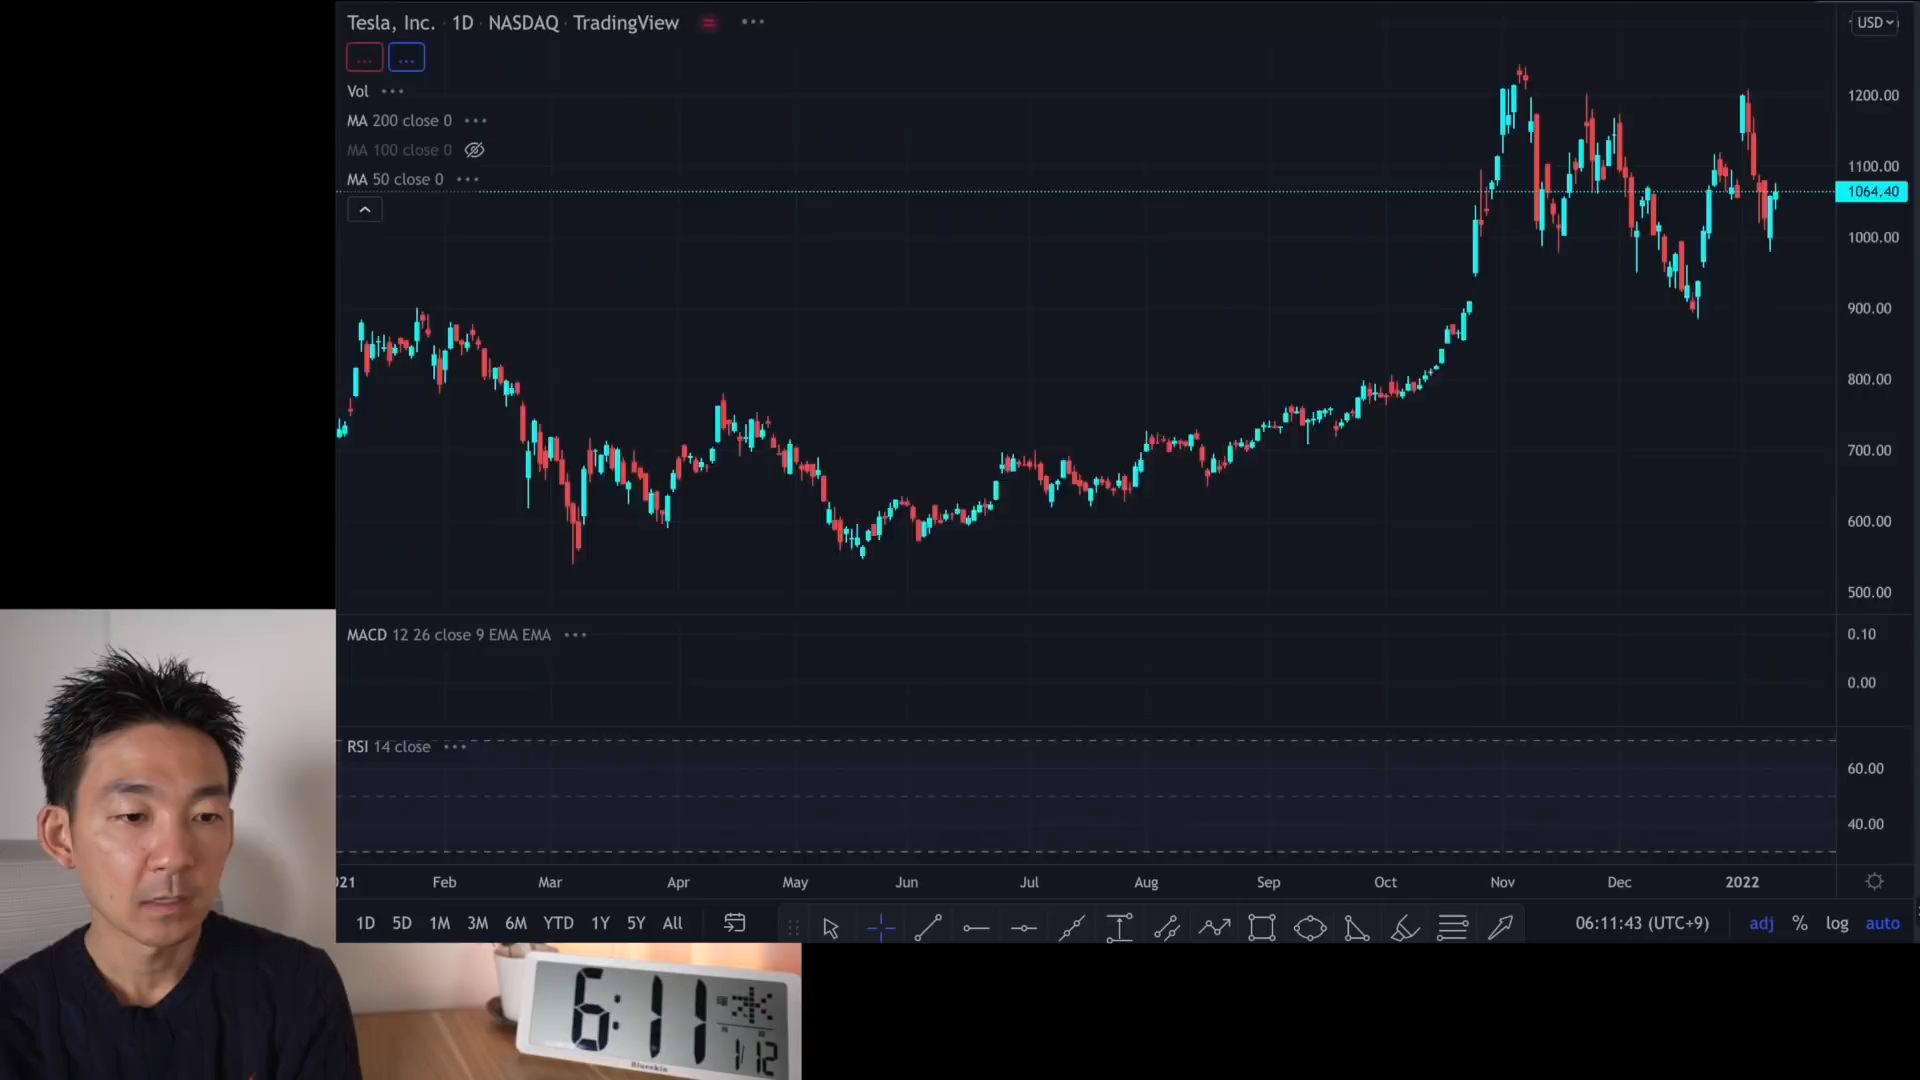 Tesla, Inc. · 1D · NASDAQ · TradingView
USD
Vol
MA 200 close 0
MA 100 close 0
MA 50 close 0
1200.00
1100.00
1064.40
1000.00
900.00
800.00
700.00
600.00
500.00
MACD 12 26 close 9 EMA EMA
0.10
0.00
RSI 14 close
60.00
40.00
021 Feb Mar Apr May Jun Jul Aug Sep Oct Nov Dec 2022
1D 5D 1M 3M 6M YTD 1Y 5Y All
06:11:43 (UTC+9) adj % log auto
6:11 水
1/12